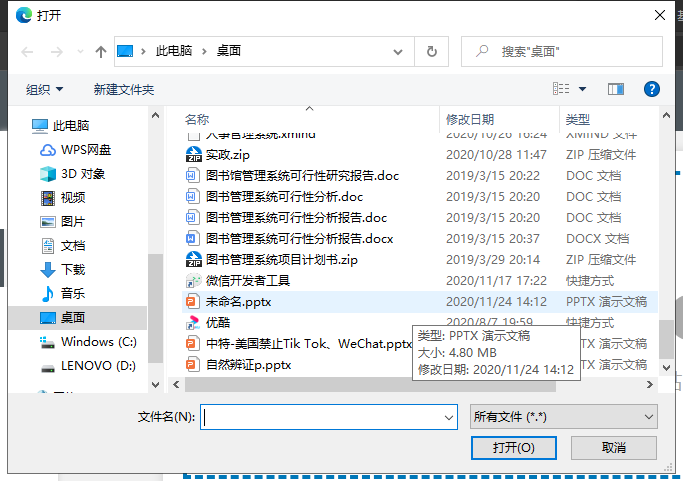 打开
此电脑 桌面
搜索"桌面"
组织 新建文件夹
此电脑
WPS网盘
3D 对象
视频
图片
文档
下载
音乐
桌面
Windows (C:)
LENOVO (D:)
名称 修改日期 类型
人事管理系统.xmind 2020/10/26 16:24 XMIND 文件
实政.zip 2020/10/28 11:47 ZIP 压缩文件
图书馆管理系统可行性研究报告.doc 2019/3/15 20:22 DOC 文档
图书管理系统可行性分析.doc 2019/3/15 20:20 DOC 文档
图书管理系统可行性分析报告.doc 2019/3/15 20:20 DOC 文档
图书管理系统可行性分析报告.docx 2019/3/15 20:37 DOCX 文档
图书管理系统项目计划书.zip 2019/3/29 20:14 ZIP 压缩文件
微信开发者工具 2020/11/17 17:22 快捷方式
未命名.pptx 2020/11/24 14:12 PPTX 演示文稿
优酷 2020/8/7 19:59 快捷方式
中特-美国禁止Tik Tok、WeChat.pptx TX 演示文稿
自然辨证p.pptx TX 演示文稿
类型: PPTX 演示文稿
大小: 4.80 MB
修改日期: 2020/11/24 14:12
文件名(N): 所有文件 (*.*)
打开(O) 取消